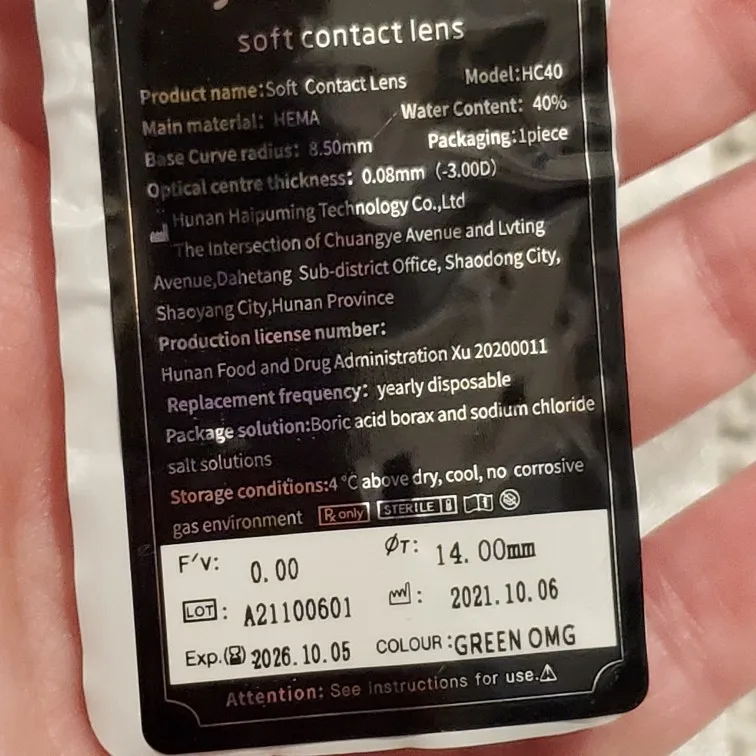 soft contact lens
Product name:Soft Contact Lens Model:HC40
Main material: HEMA Water Content: 40%
Base Curve radius: 8.50mm Packaging:1piece
Optical centre thickness: 0.08mm (-3.00D)
Hunan Haipuming Technology Co.,Ltd
The Intersection of Chuangye Avenue and Lvting
Avenue,Dahetang Sub-district Office, Shaodong City,
Shaoyang City,Hunan Province
Production license number:
Hunan Food and Drug Administration Xu 20200011
Replacement frequency: yearly disposable
Package solution:Boric acid borax and sodium chloride
salt solutions
Storage conditions:4 °C above dry, cool, no corrosive
gas environment Rx only STERILE
F'v: 0.00 ØT: 14.00mm
LOT: A21100601 : 2021.10.06
Exp.( ) 2026.10.05 COLOUR:GREEN OMG
Attention: See instructions for use.